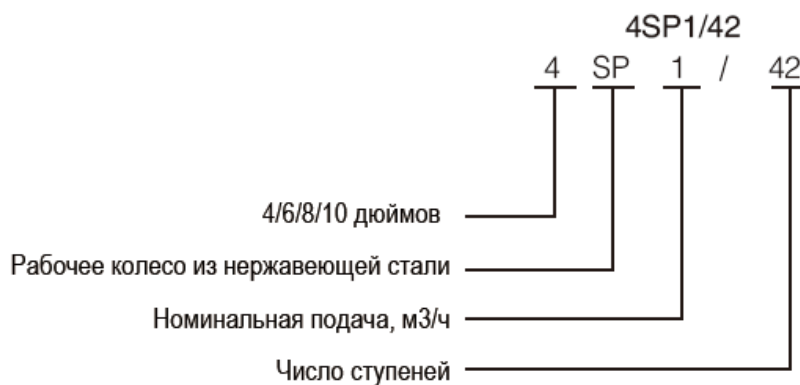 4SP1/42
4 SP 1 / 42
4/6/8/10 дюймов
Рабочее колесо из нержавеющей стали
Номинальная подача, м3/ч
Число ступеней